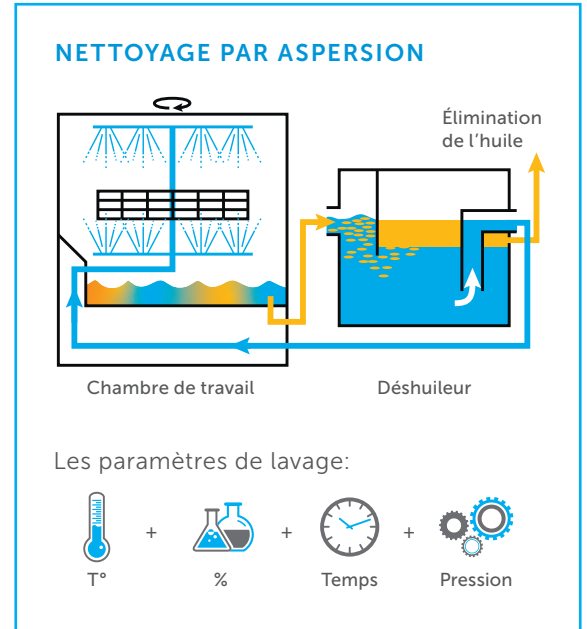 NETTOYAGE PAR ASPERSION
Élimination
de l’huile
Chambre de travail
Déshuileur
Les paramètres de lavage:
+ + +
T° % Temps Pression